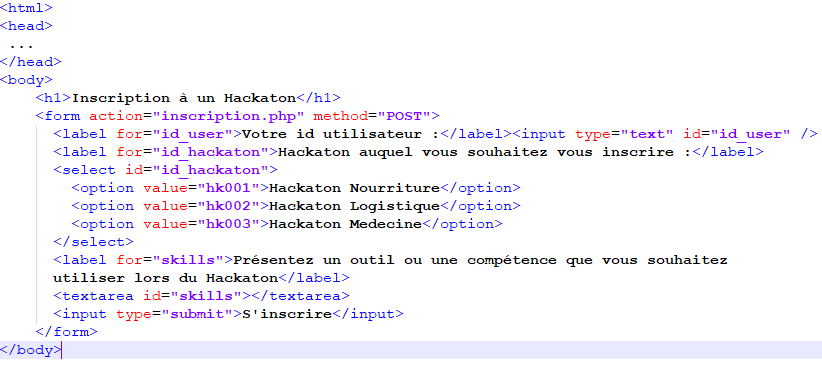 <html>
<head>
 ...
</head>
<body>
    <h1>Inscription à un Hackaton</h1>
    <form action="inscription.php" method="POST">
      <label for="id_user">Votre id utilisateur :</label><input type="text" id="id_user" />
      <label for="id_hackaton">Hackaton auquel vous souhaitez vous inscrire :</label>
      <select id="id_hackaton">
        <option value="hk001">Hackaton Nourriture</option>
        <option value="hk002">Hackaton Logistique</option>
        <option value="hk003">Hackaton Medecine</option>
      </select>
      <label for="skills">Présentez un outil ou une compétence que vous souhaitez
      utiliser lors du Hackaton</label>
      <textarea id="skills"></textarea>
      <input type="submit">S'inscrire</input>
    </form>
</body>